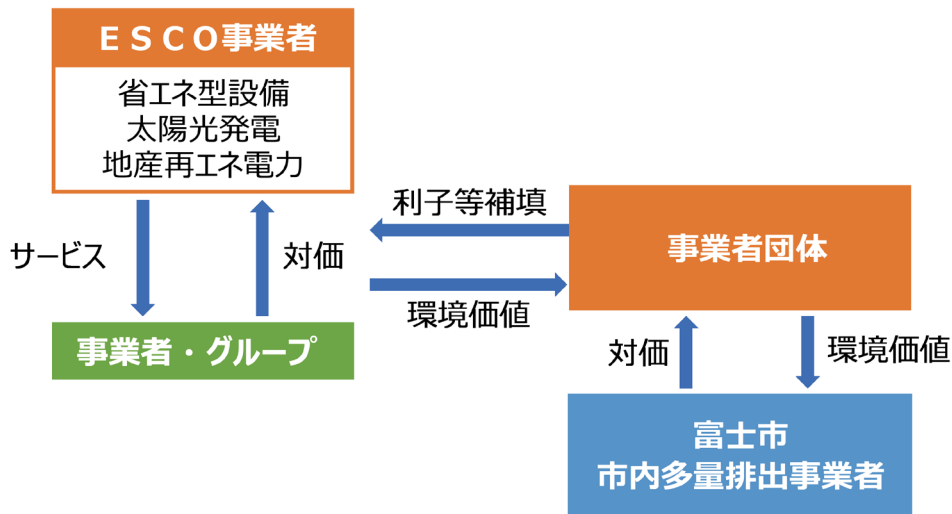 ESCO事業者
省エネ型設備
太陽光発電
地産再エネ電力
サービス
対価
事業者・グループ
利子等補填
環境価値
事業者団体
対価
環境価値
富士市
市内多量排出事業者